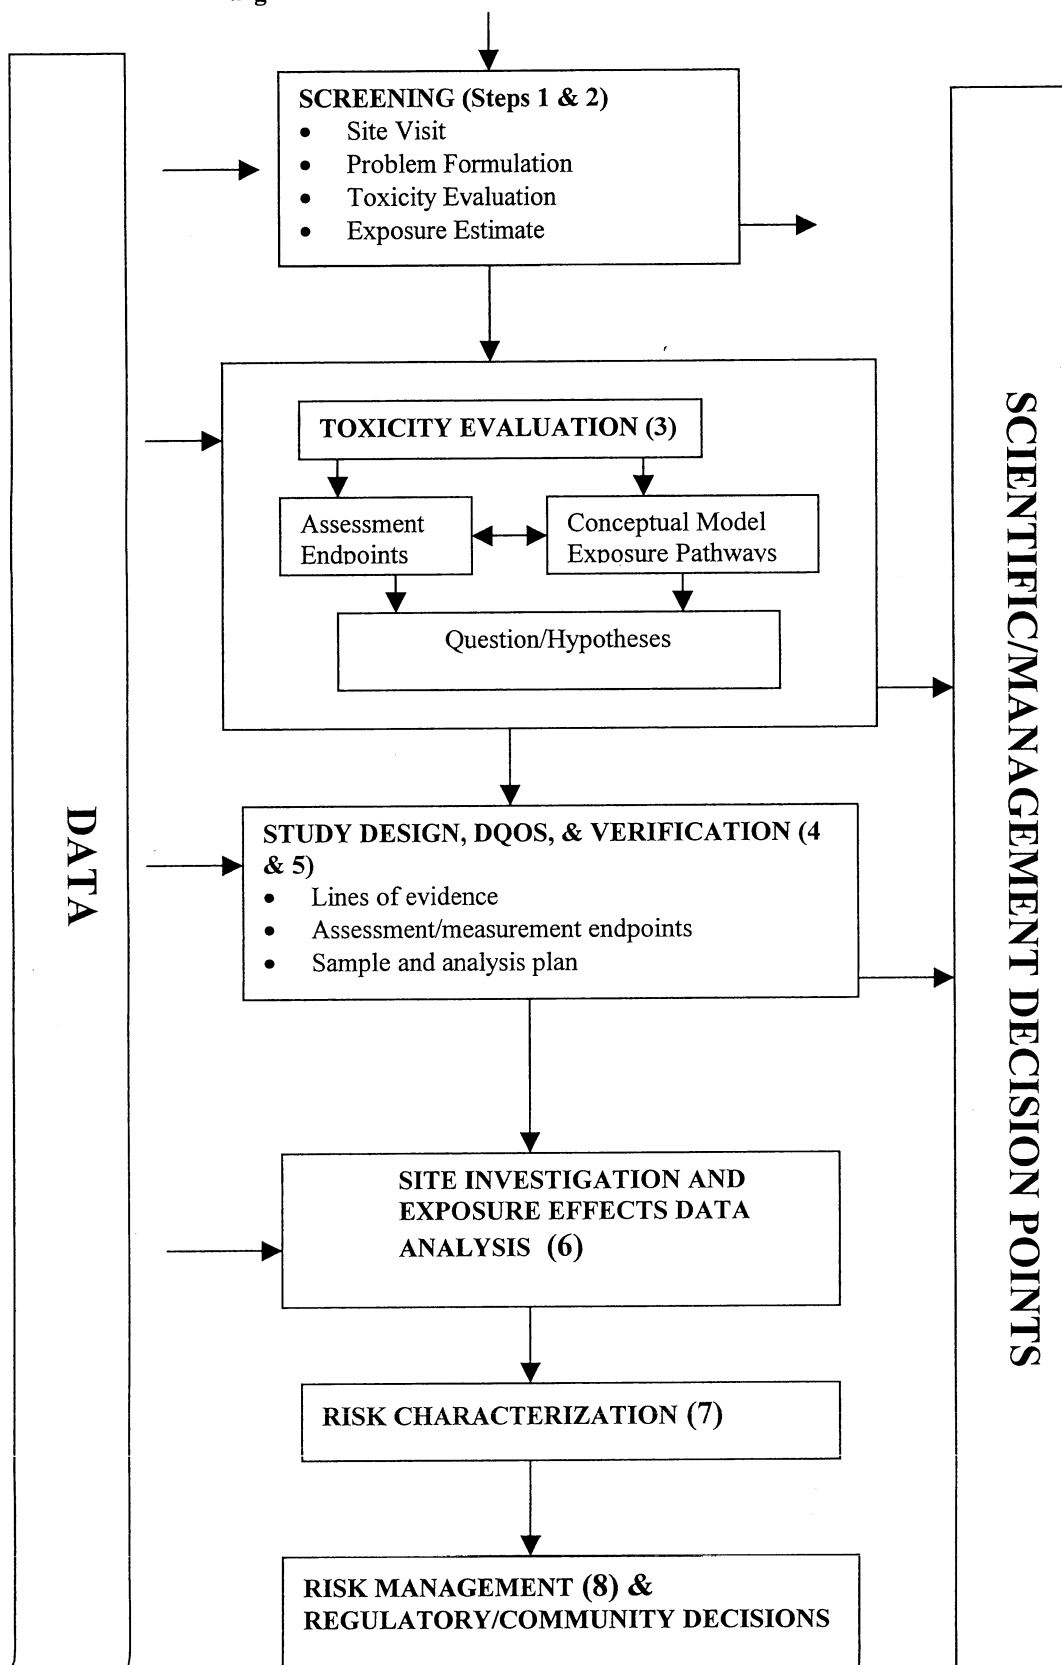 SCREENING (Steps 1 & 2)
• Site Visit
• Problem Formulation
• Toxicity Evaluation
• Exposure Estimate
TOXICITY EVALUATION (3)
Assessment
Endpoints
Conceptual Model
Exposure Pathways
Question/Hypotheses
DATA
STUDY DESIGN, DQOS, & VERIFICATION (4
& 5)
• Lines of evidence
• Assessment/measurement endpoints
• Sample and analysis plan
SCIENTIFIC/MANAGEMENT DECISION POINTS
SITE INVESTIGATION AND
EXPOSURE EFFECTS DATA
ANALYSIS (6)
RISK CHARACTERIZATION (7)
RISK MANAGEMENT (8) &
REGULATORY/COMMUNITY DECISIONS